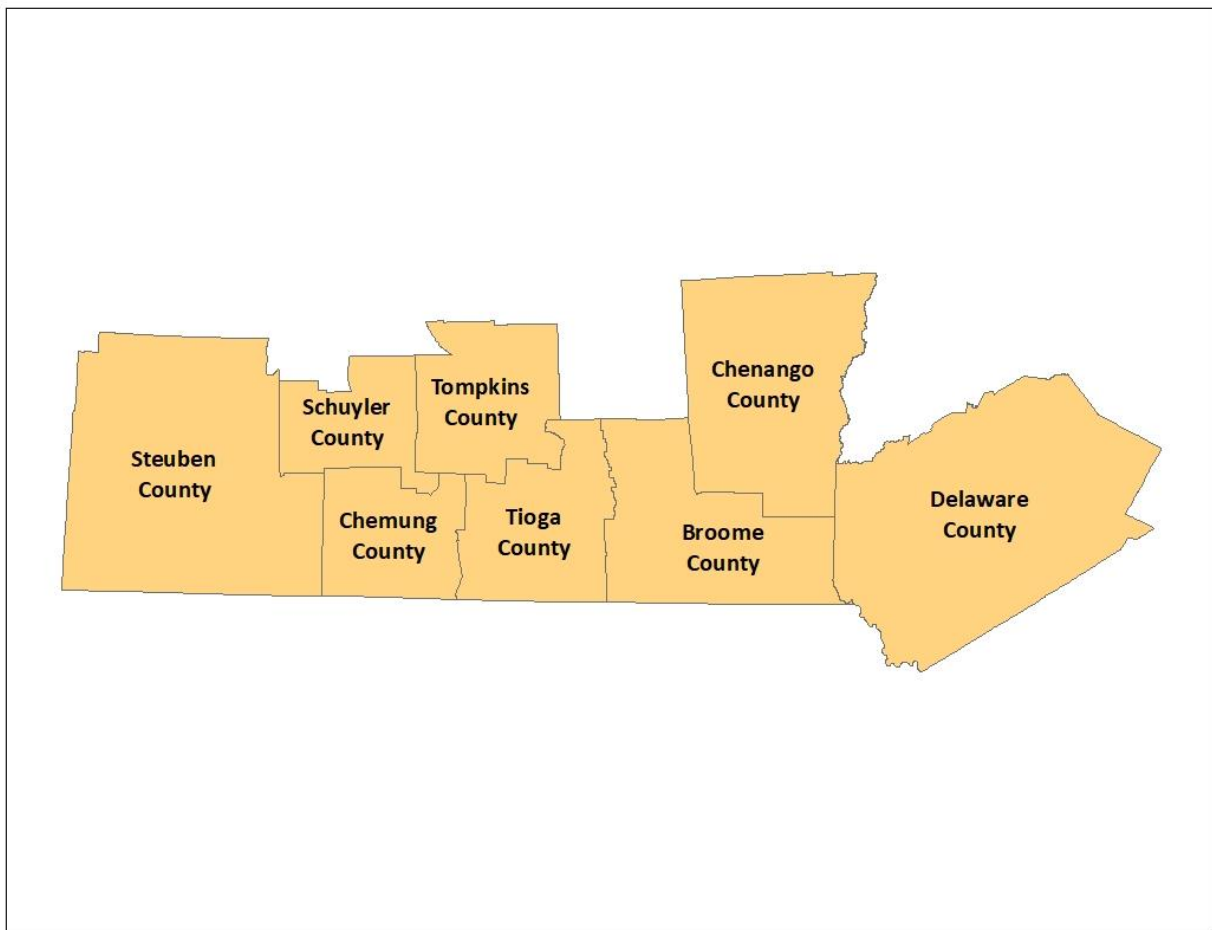 Chenango
County
Tompkins
County
Schuyler
County
Steuben
County
Delaware
County
Chemung
County
Tioga
County
Broome
County